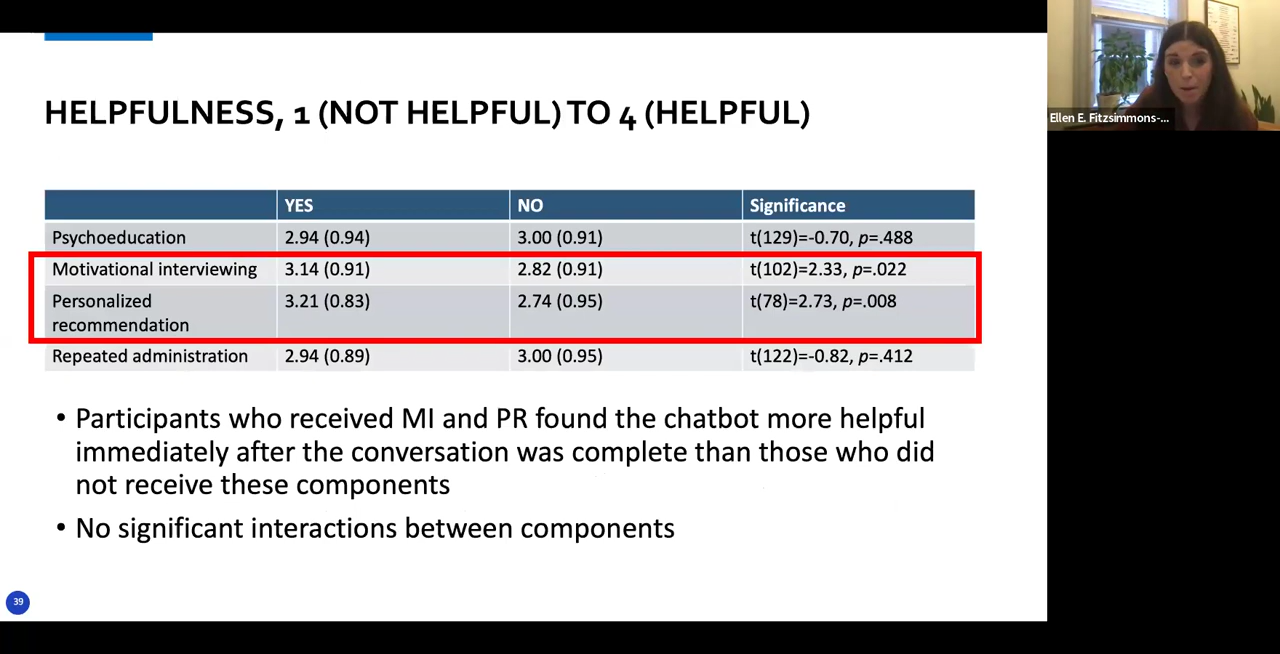 HELPFULNESS, 1 (NOT HELPFUL) TO 4 (HELPFUL)
YES NO Significance
Psychoeducation 2.94 (0.94) 3.00 (0.91) t(129)=-0.70, p=.488
Motivational interviewing 3.14 (0.91) 2.82 (0.91) t(102)=2.33, p=.022
Personalized 3.21 (0.83) 2.74 (0.95) t(78)=2.73, p=.008
recommendation
Repeated administration 2.94 (0.89) 3.00 (0.95) t(122)=-0.82, p=.412
• Participants who received MI and PR found the chatbot more helpful
immediately after the conversation was complete than those who did
not receive these components
• No significant interactions between components
39
Ellen E. Fitzsimmons-...